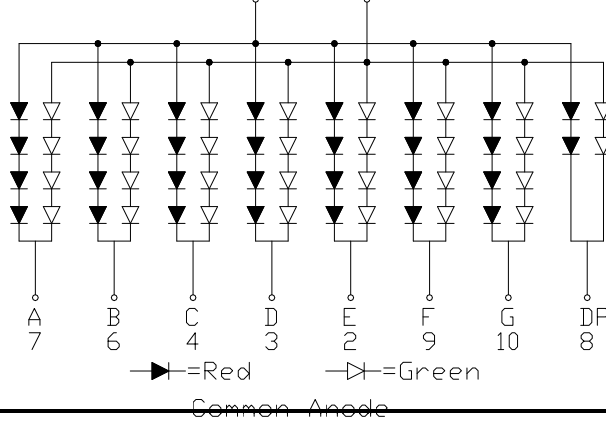 A B C D E F G DP
7 6 4 3 2 9 10 8
=Red =Green
Common Anode